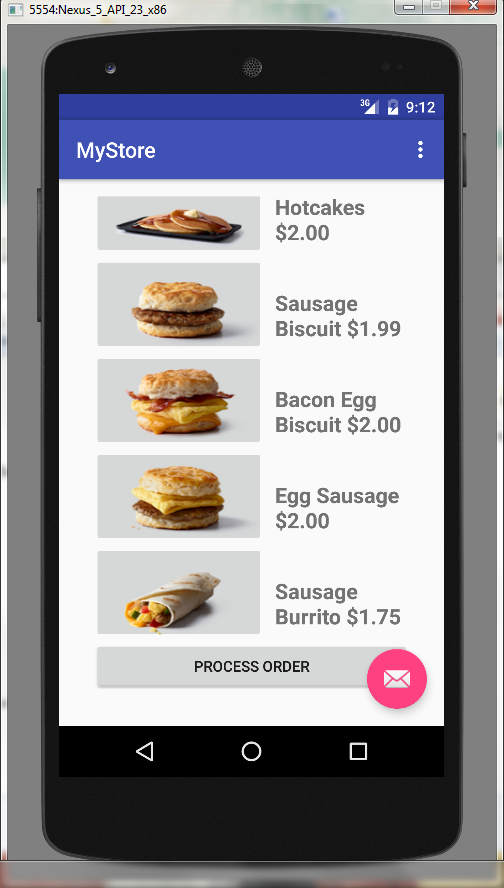 5554:Nexus_5_API_23_x86
3G 9:12
MyStore
Hotcakes
$2.00
Sausage
Biscuit $1.99
Bacon Egg
Biscuit $2.00
Egg Sausage
$2.00
Sausage
Burrito $1.75
PROCESS ORDER